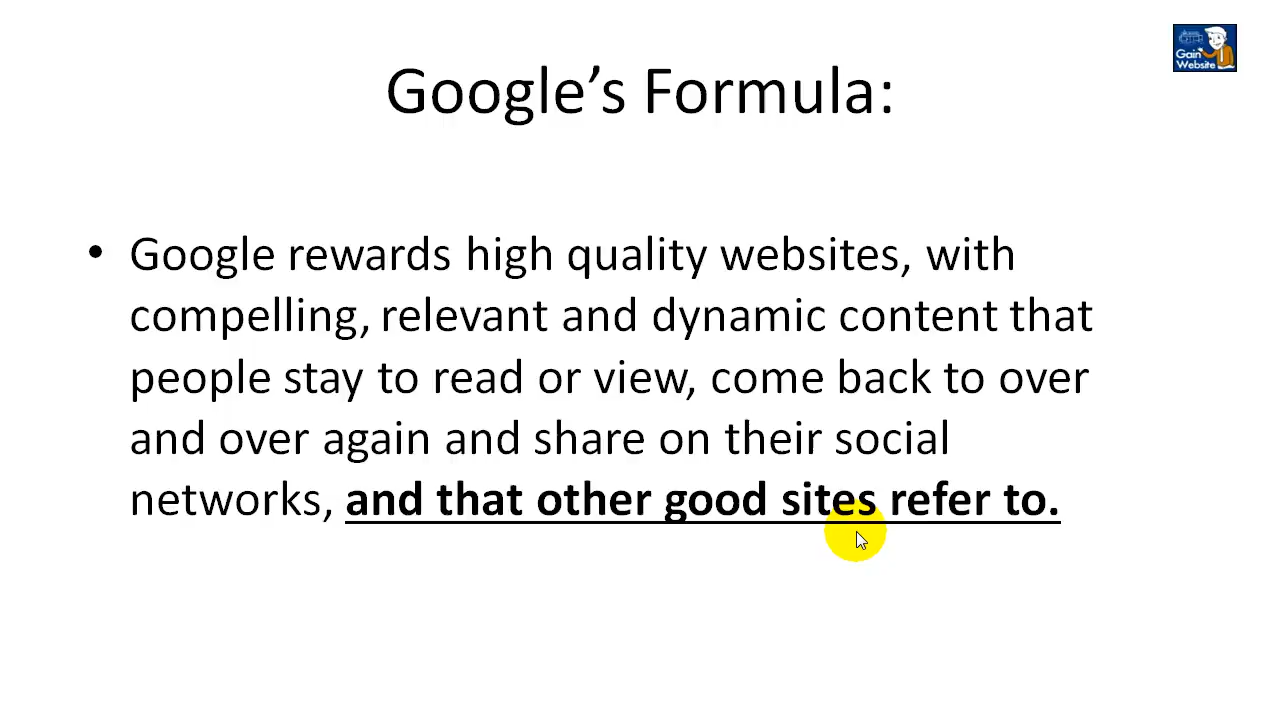 Gain
Website
Google’s Formula:
• Google rewards high quality websites, with
compelling, relevant and dynamic content that
people stay to read or view, come back to over
and over again and share on their social
networks, and that other good sites refer to.